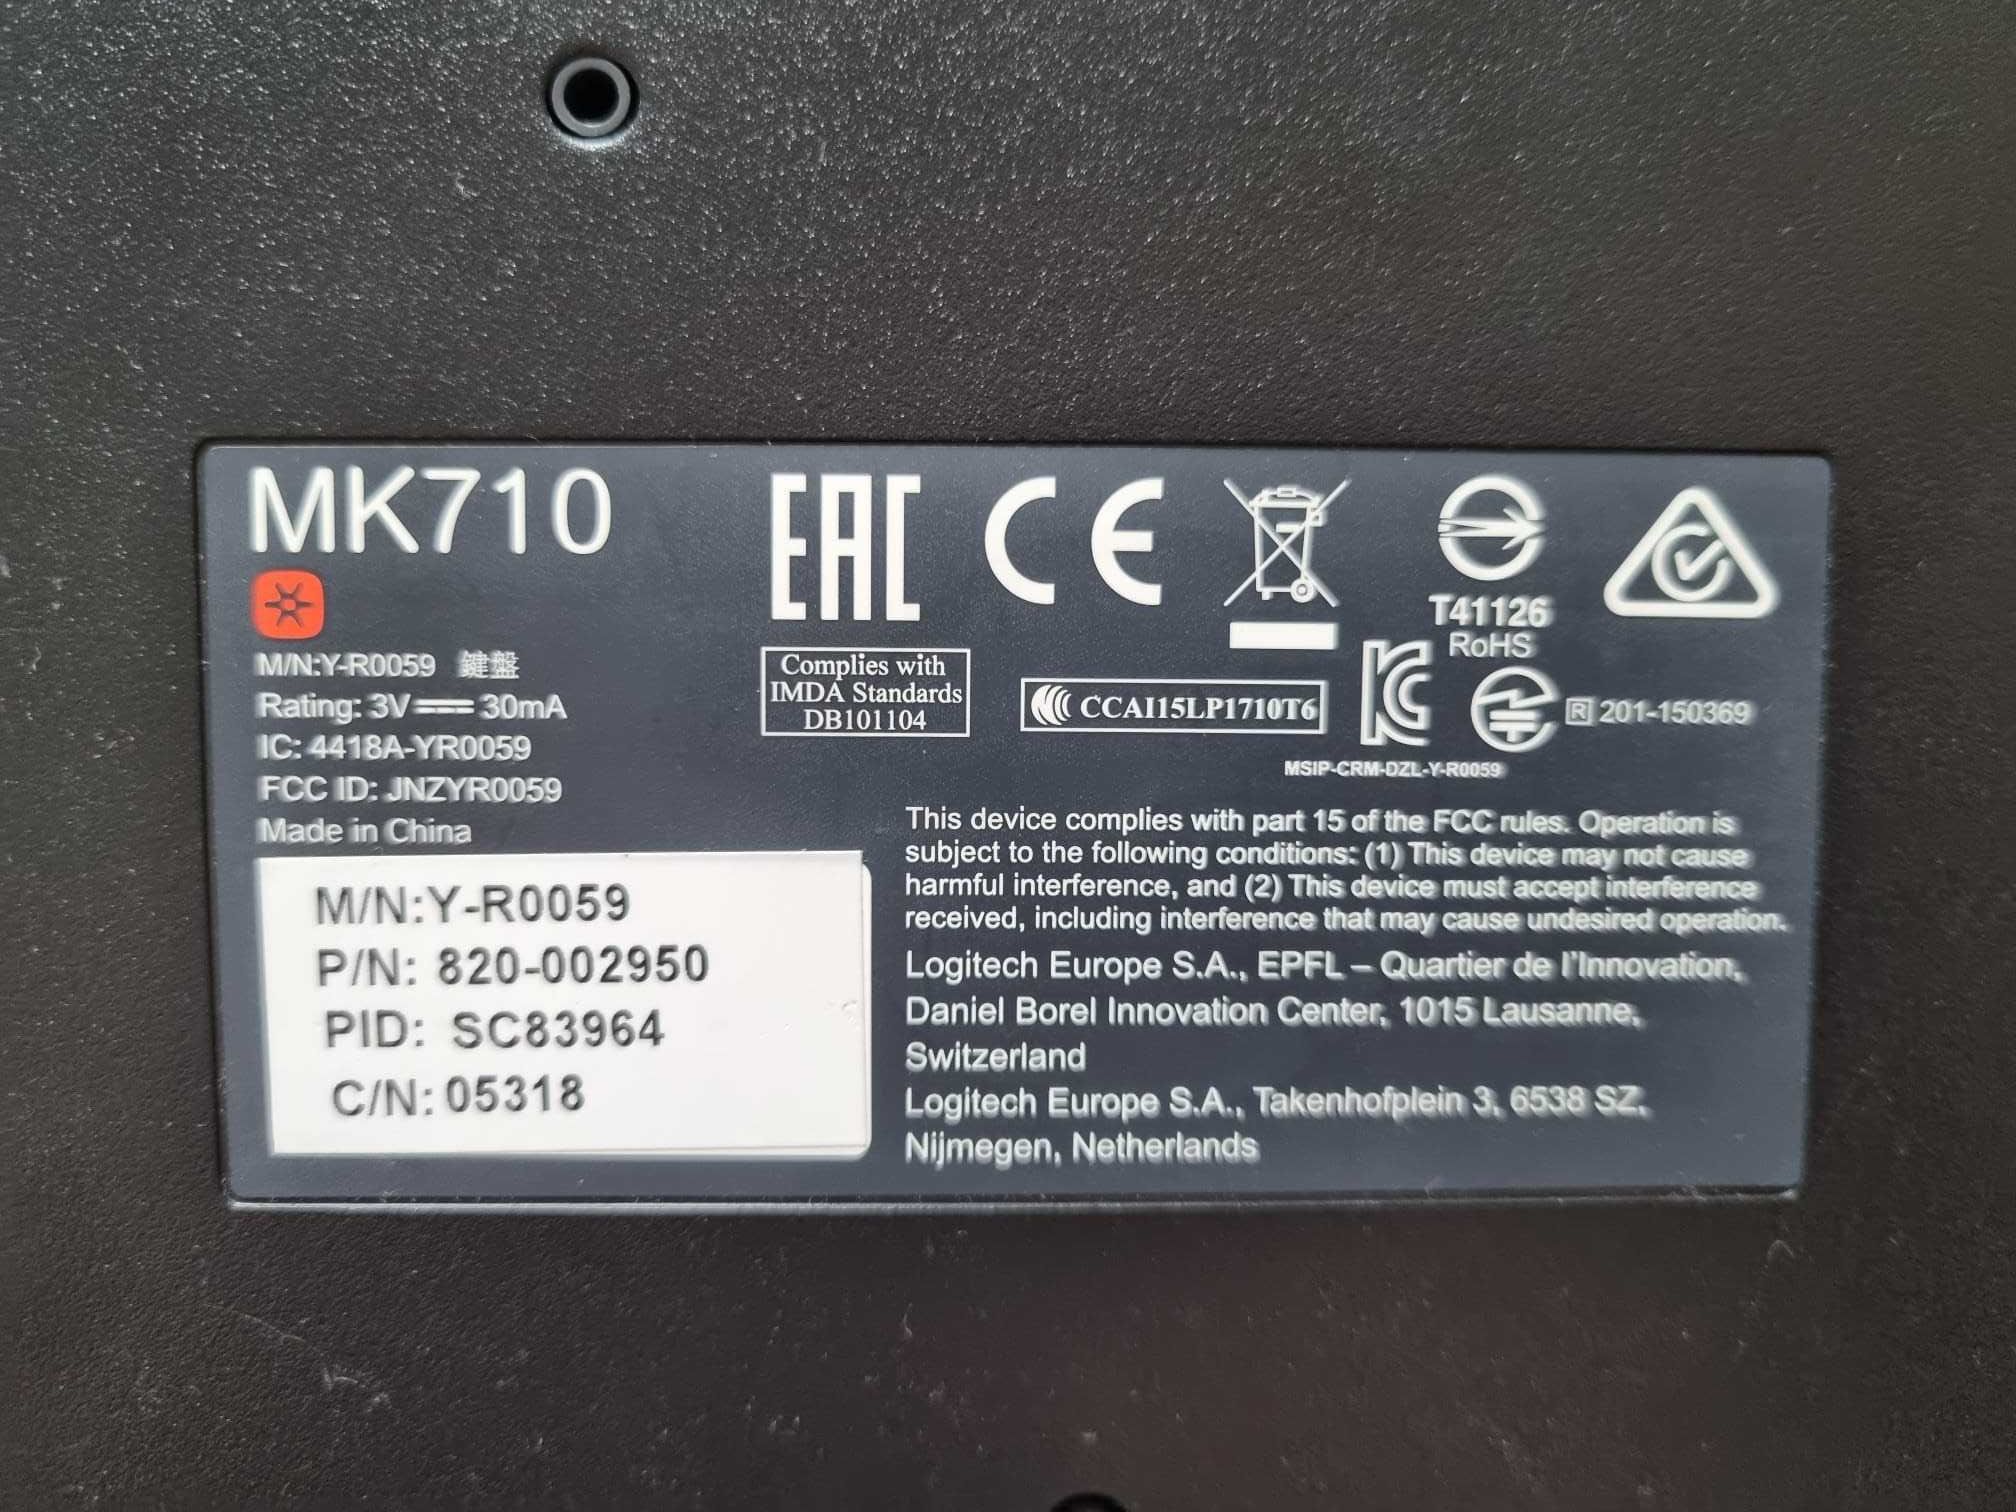 MK710
M/N:Y-R0059 鍵盤
Rating: 3V 30mA
IC: 4418A-YR0059
FCC ID: JNZYR0059
Made in China
M/N:Y-R0059
P/N: 820-002950
PID: SC83964
C/N: 05318
EAC CE
T41126
RoHS
Complies with
IMDA Standards
DB101104
CCAI15LP1710T6
R 201-150369
MSIP-CRM-DZL-Y-R0059
This device complies with part 15 of the FCC rules. Operation is
subject to the following conditions: (1) This device may not cause
harmful interference, and (2) This device must accept interference
received, including interference that may cause undesired operation.
Logitech Europe S.A., EPFL – Quartier de l'Innovation,
Daniel Borel Innovation Center, 1015 Lausanne,
Switzerland
Logitech Europe S.A., Takenhofplein 3, 6538 SZ,
Nijmegen, Netherlands